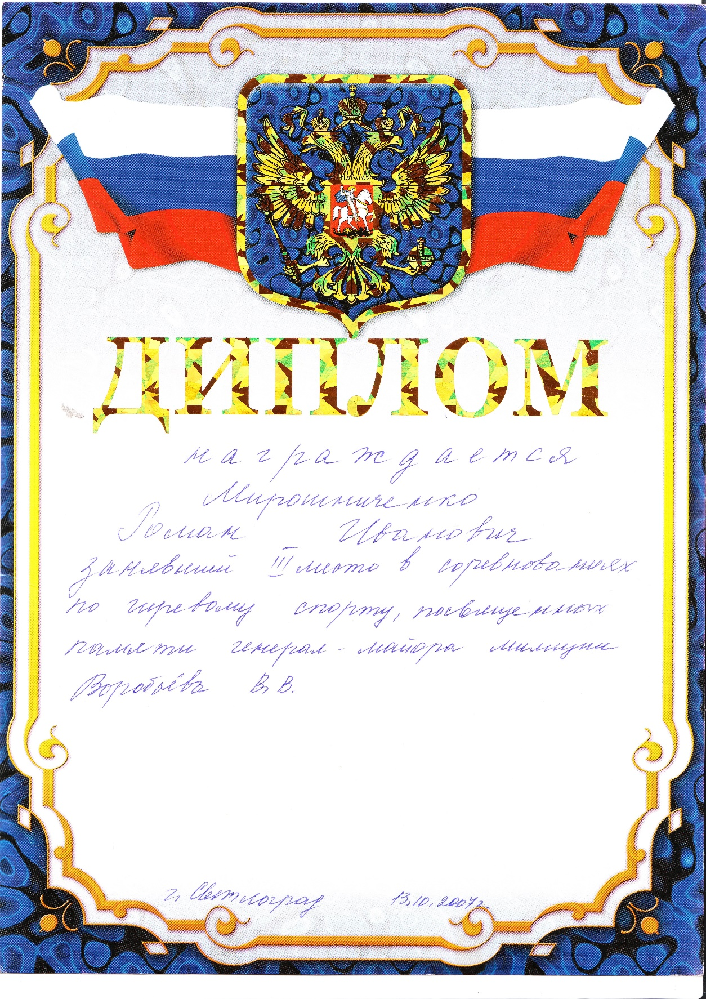 ДИПЛОМ
награждается
Мирошниченко
Роман Иванович
занявший III место в соревнованиях
по гиревому спорту, посвященных
памяти генерал-майора милиции
Воробьёва В.В.
г. Светлоград 13.10.2007г.